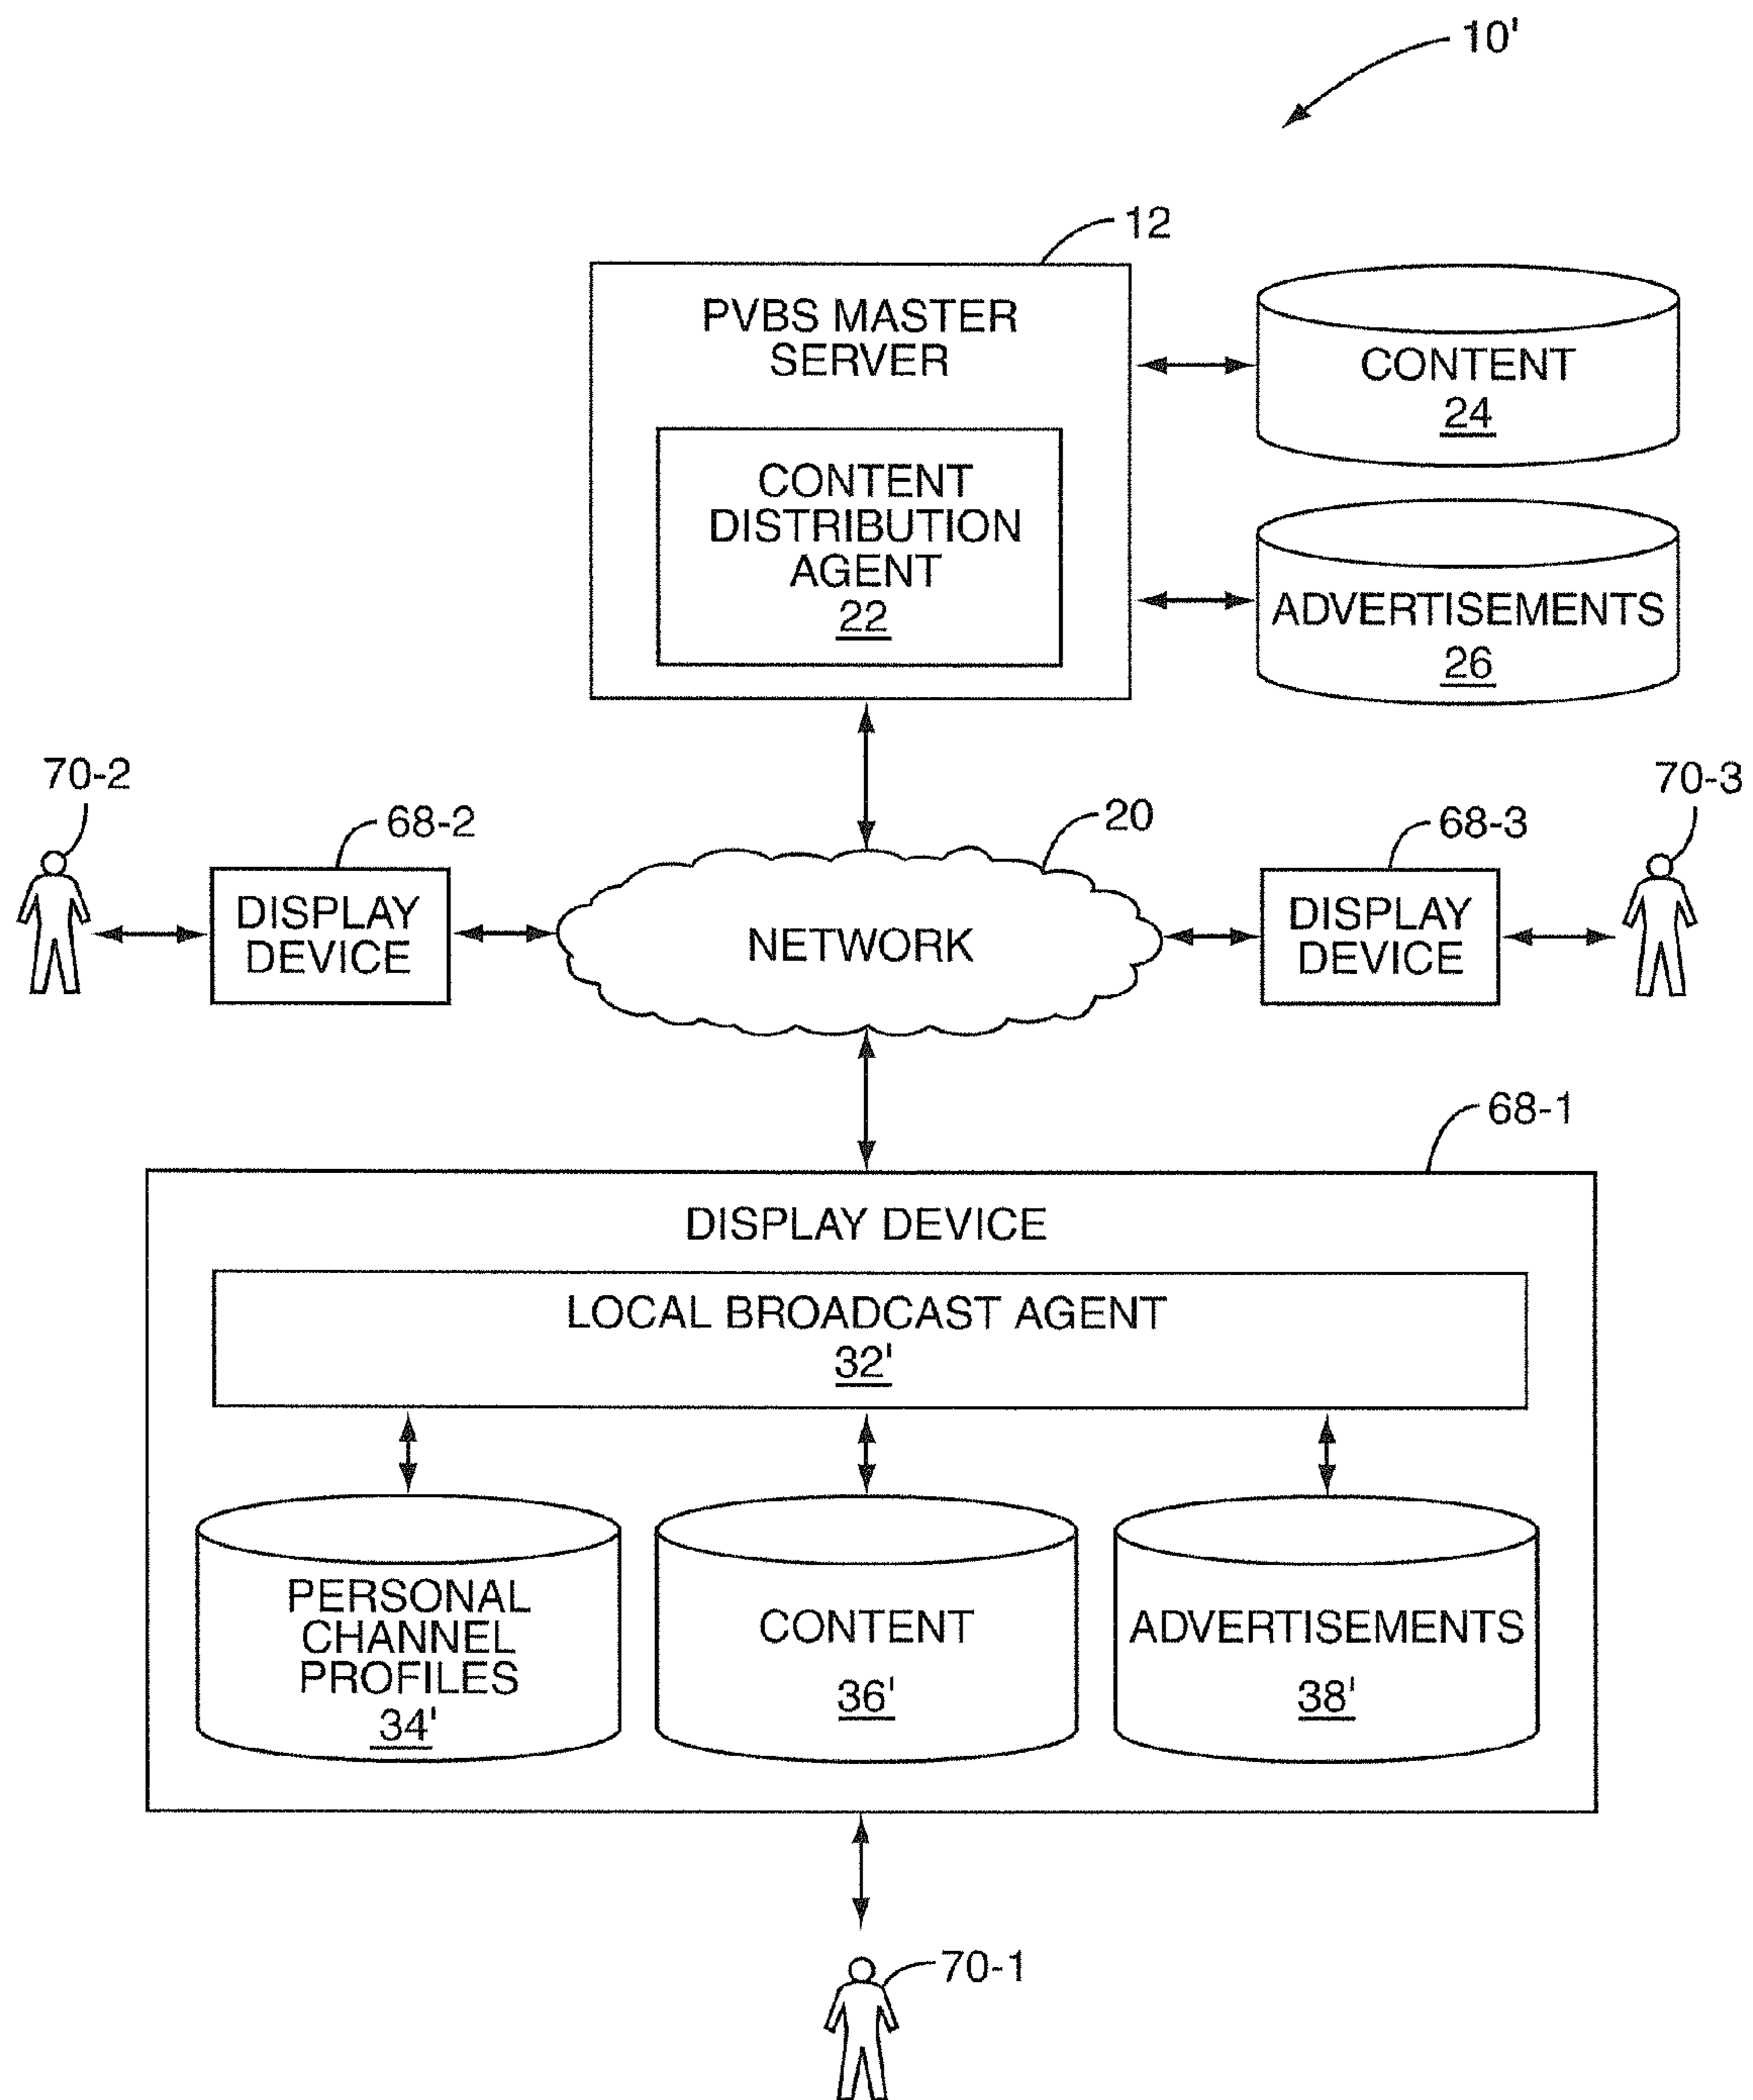 10'
12
PVBS MASTER
SERVER
CONTENT
24
CONTENT
DISTRIBUTION
AGENT
22
ADVERTISEMENTS
26
70-2
68-2
20
68-3
70-3
DISPLAY
DEVICE
NETWORK
DISPLAY
DEVICE
68-1
DISPLAY DEVICE
LOCAL BROADCAST AGENT
32'
PERSONAL
CHANNEL
PROFILES
34'
CONTENT
36'
ADVERTISEMENTS
38'
70-1